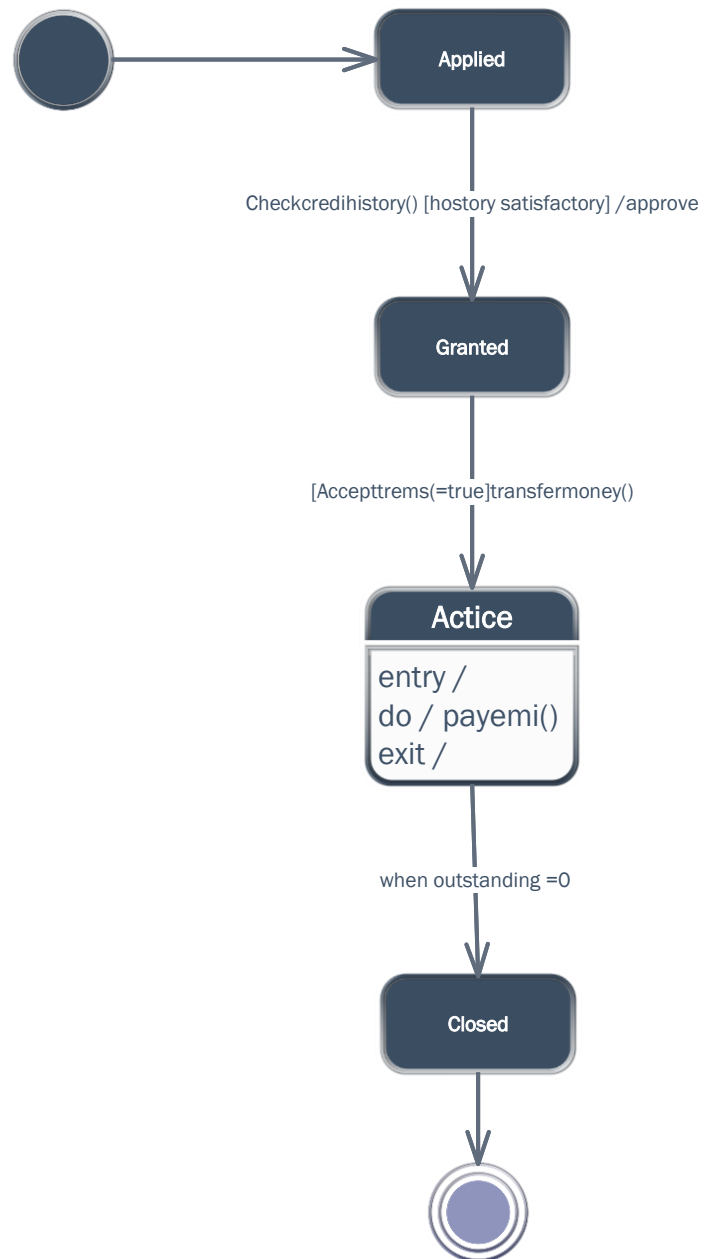 Applied
Checkcredihistory() [hostory satisfactory] /approve
Granted
[Accepttrems(=true]transfermoney()
Actice
entry /
do / payemi()
exit /
when outstanding =0
Closed